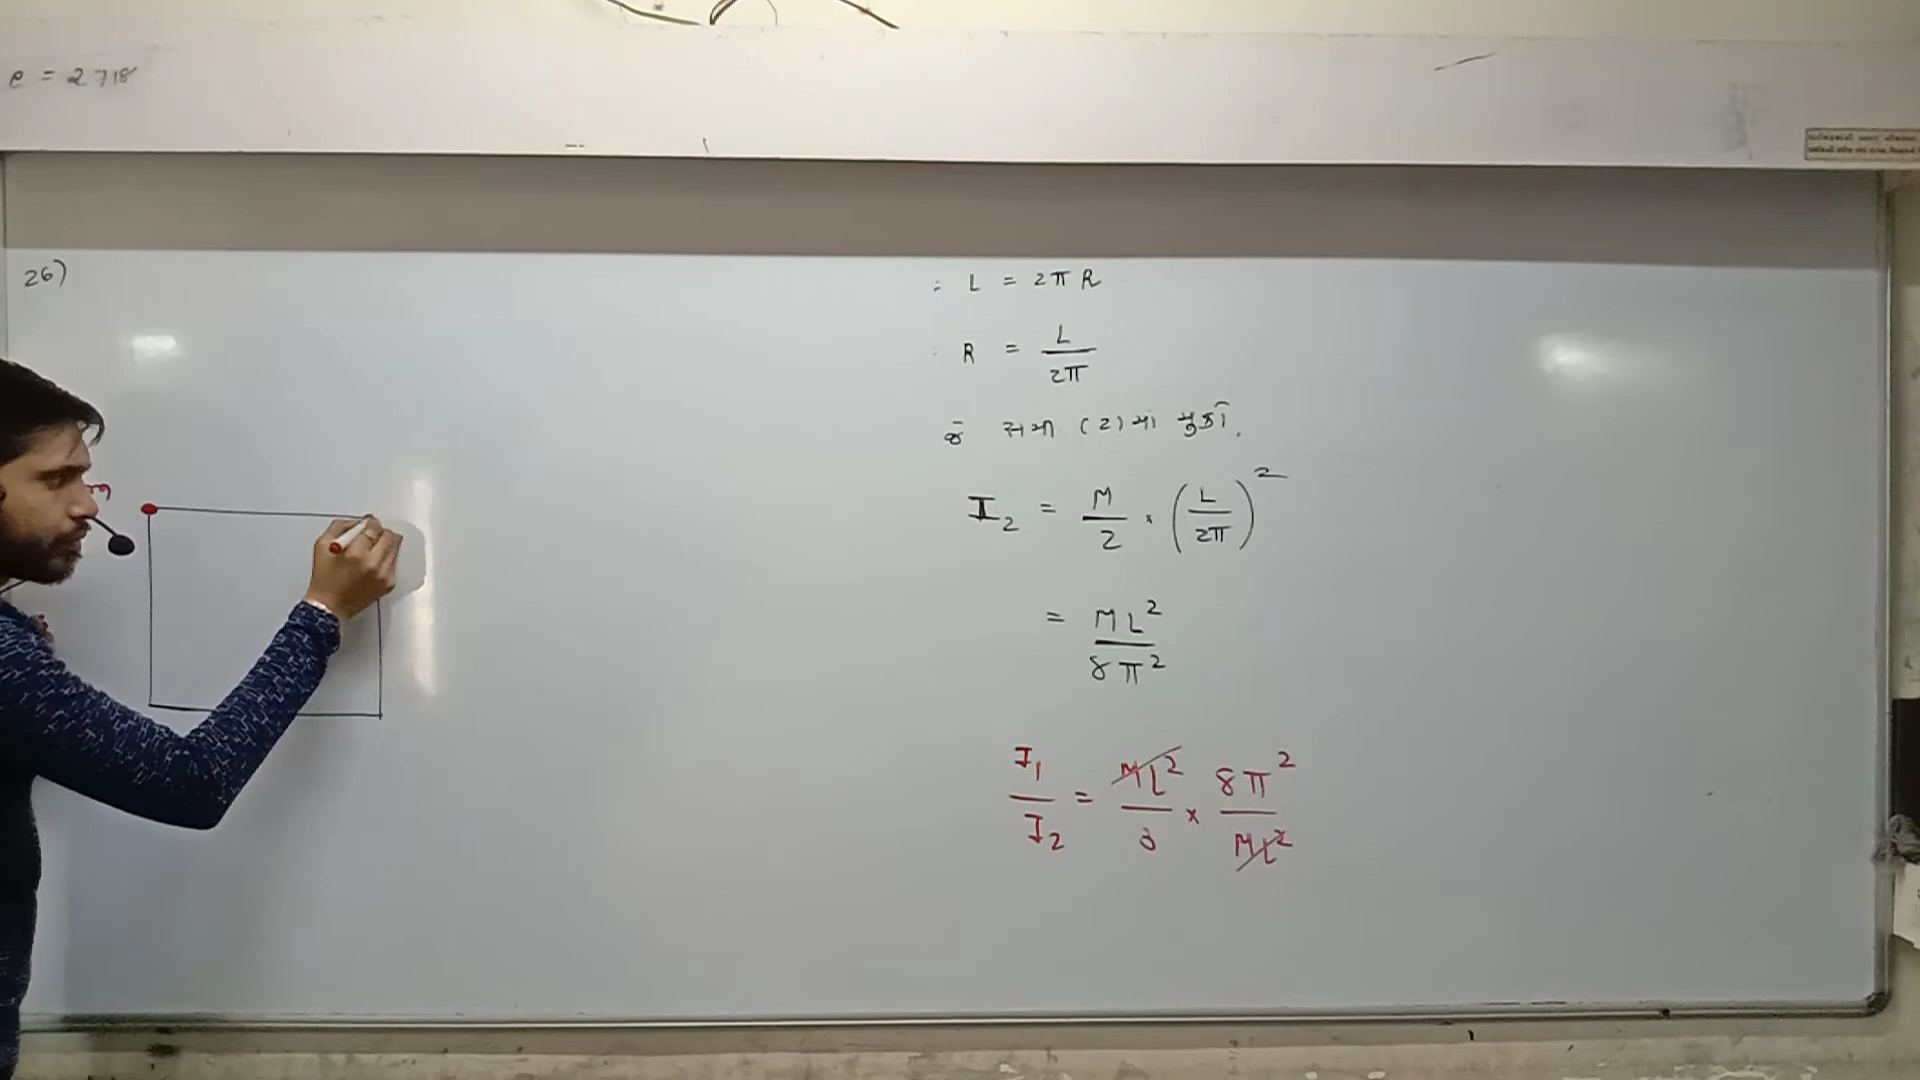 e = 2.718
26)
m
∴ L = 2πR
∴ R = L/2π
જે સમી. (2) માં મુકતાં,
I₂ = M/2 × (L/2π)²
= ML²/8π²
I₁/I₂ = ML²/3 × 8π²/ML²